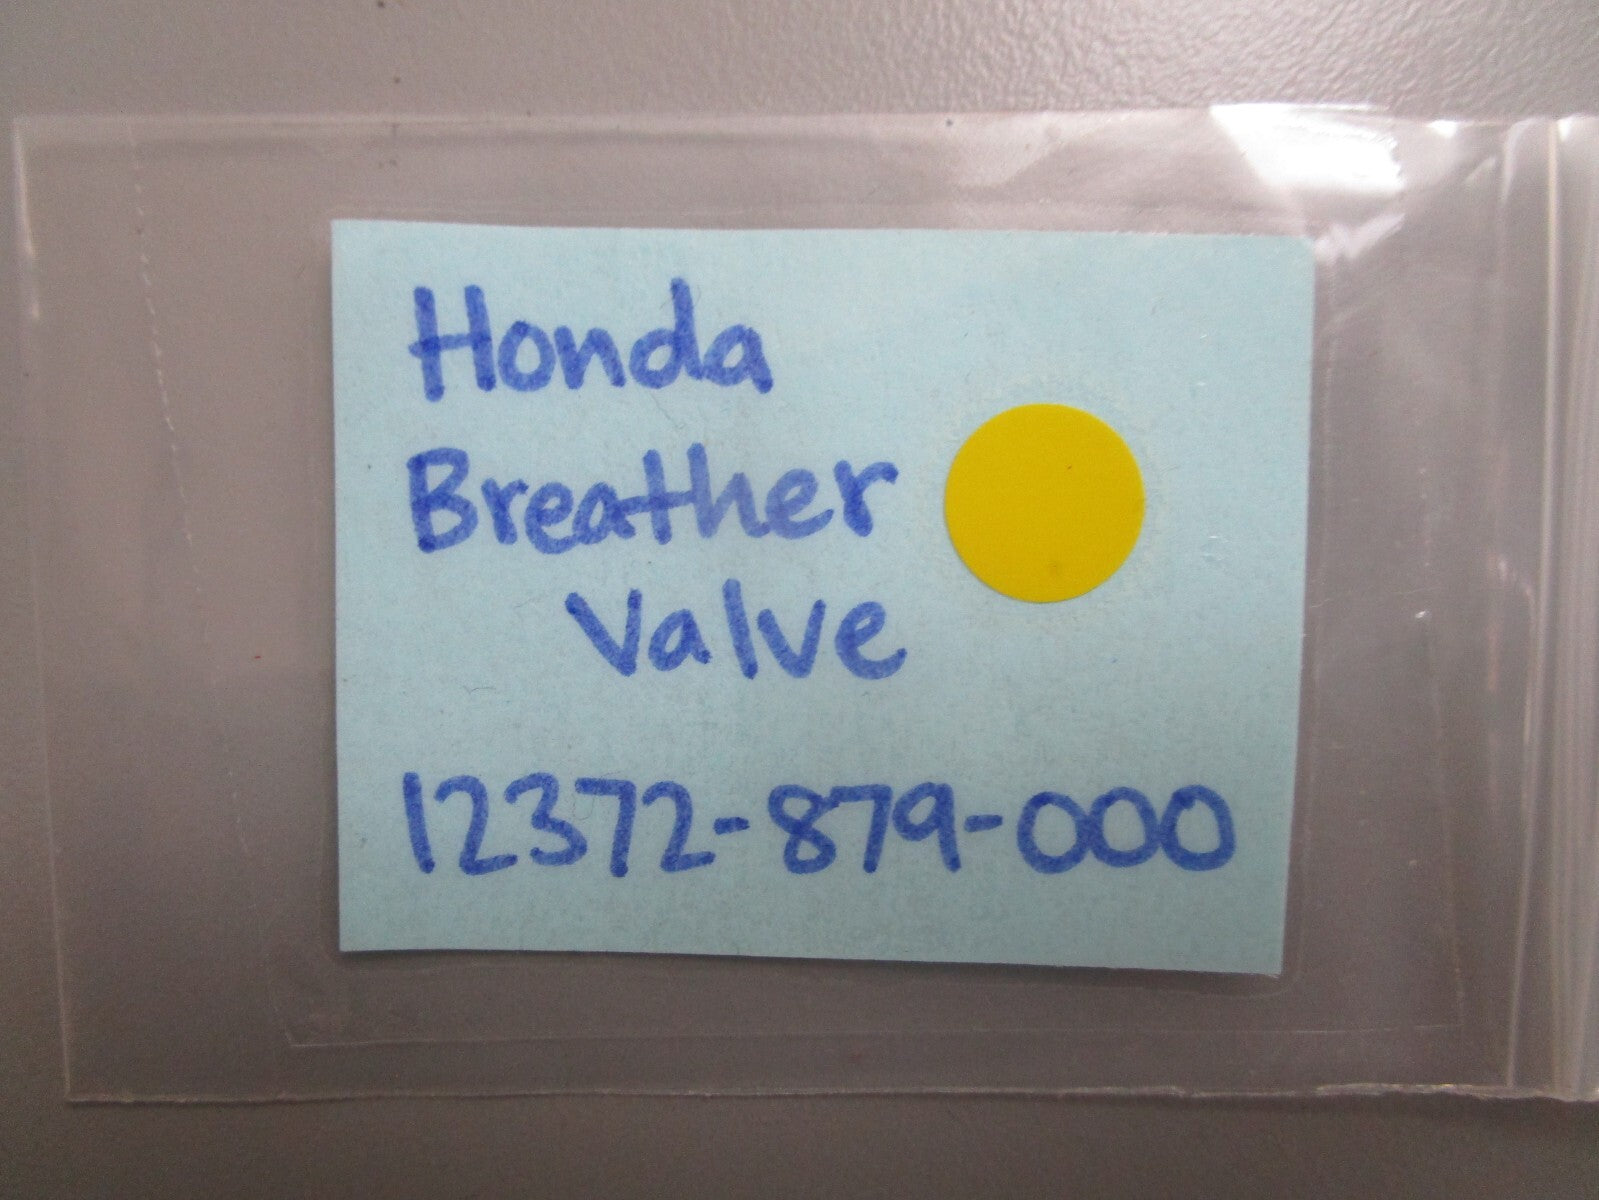 Honda
Breather
Valve
12372-879-000